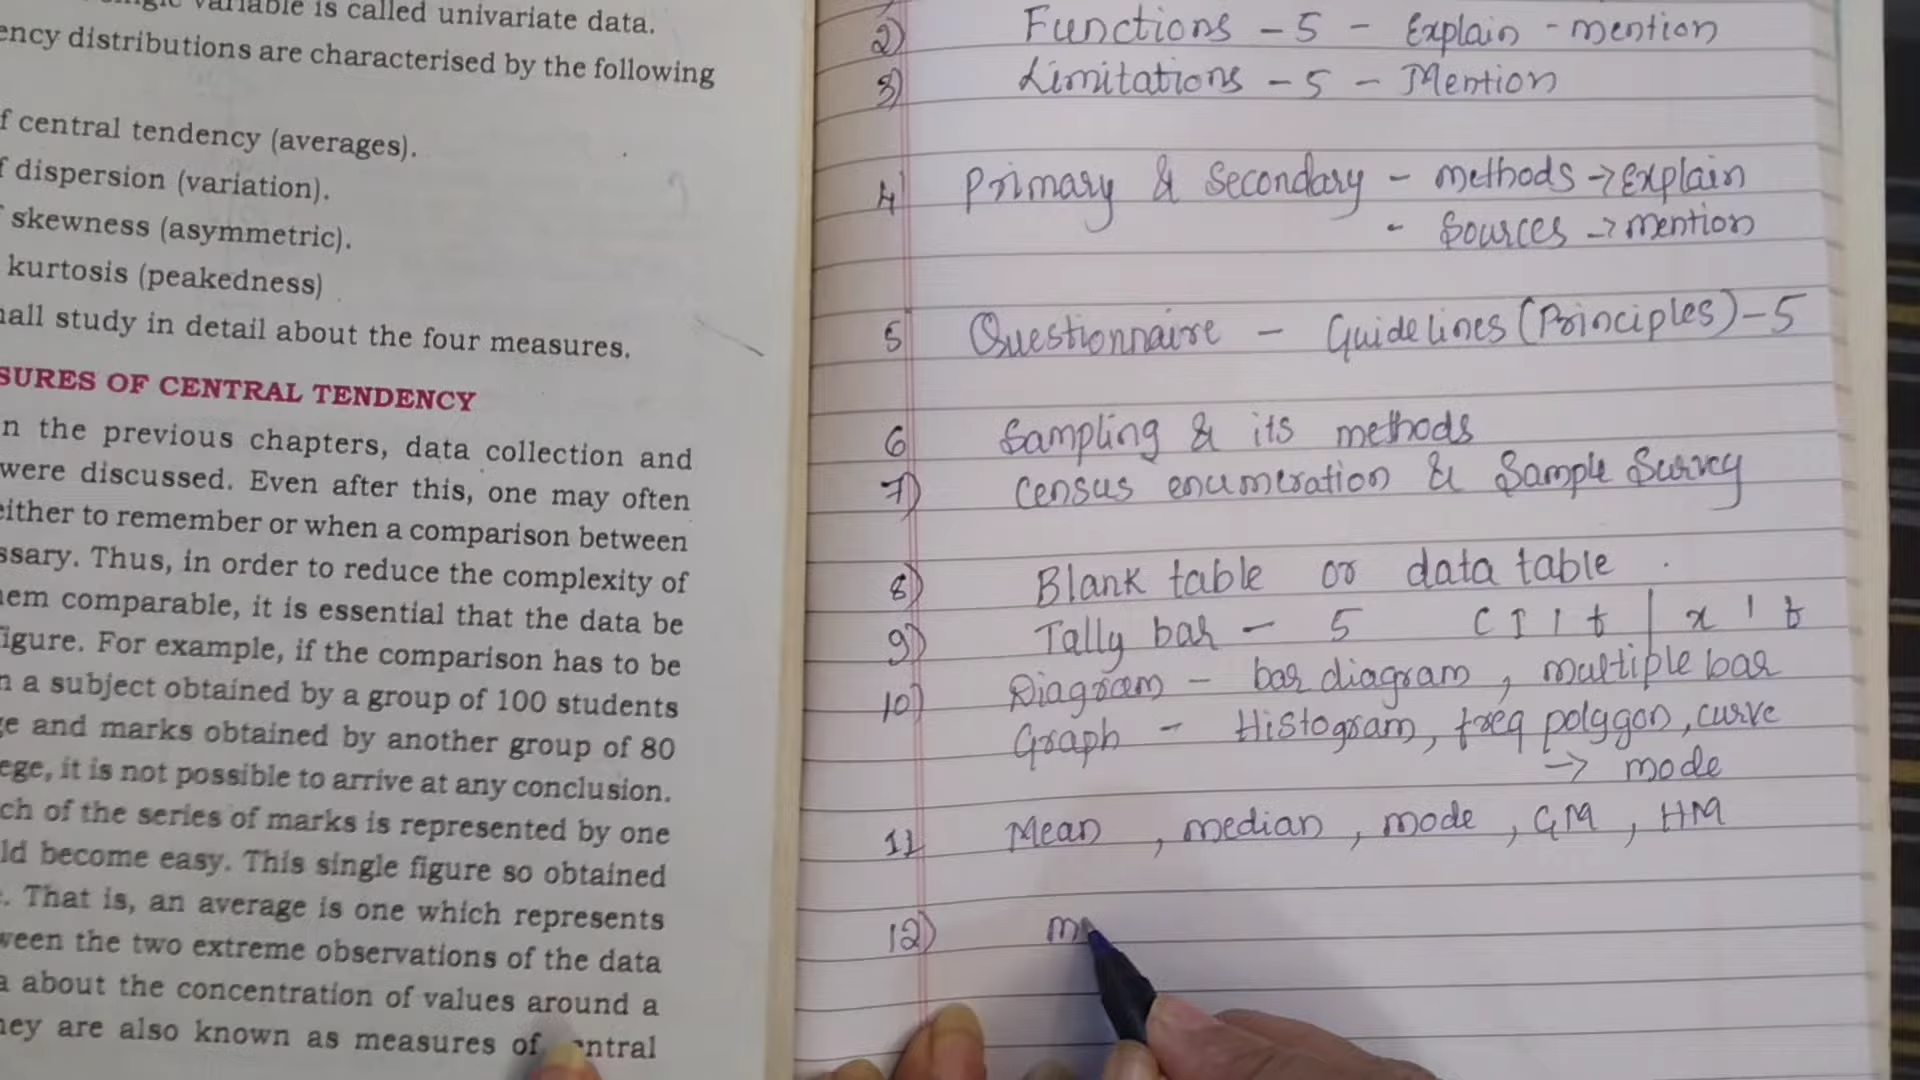 variable is called univariate data.
ency distributions are characterised by the following
f central tendency (averages).
f dispersion (variation).
skewness (asymmetric).
kurtosis (peakedness)
hall study in detail about the four measures.
SURES OF CENTRAL TENDENCY
n the previous chapters, data collection and
were discussed. Even after this, one may often
either to remember or when a comparison between
ssary. Thus, in order to reduce the complexity of
hem comparable, it is essential that the data be
figure. For example, if the comparison has to be
n a subject obtained by a group of 100 students
ge and marks obtained by another group of 80
ege, it is not possible to arrive at any conclusion.
ch of the series of marks is represented by one
ld become easy. This single figure so obtained
. That is, an average is one which represents
ween the two extreme observations of the data
a about the concentration of values around a
hey are also known as measures of entral
2) Functions - 5 - Explain - mention
3) Limitations - 5 - Mention
4 Primary & Secondary - methods → Explain
- Sources → mention
5 Questionnaire - Guidelines (Principles) - 5
6 Sampling & its methods
7) Census enumeration & Sample Survey
8) Blank table or data table .
9) Tally bar - 5 CI | f | x | f
10) Diagram - bar diagram, multiple bar
Graph - Histogram, freq polygon, curve
→ mode
11 Mean, median, mode, GM, HM
12) m